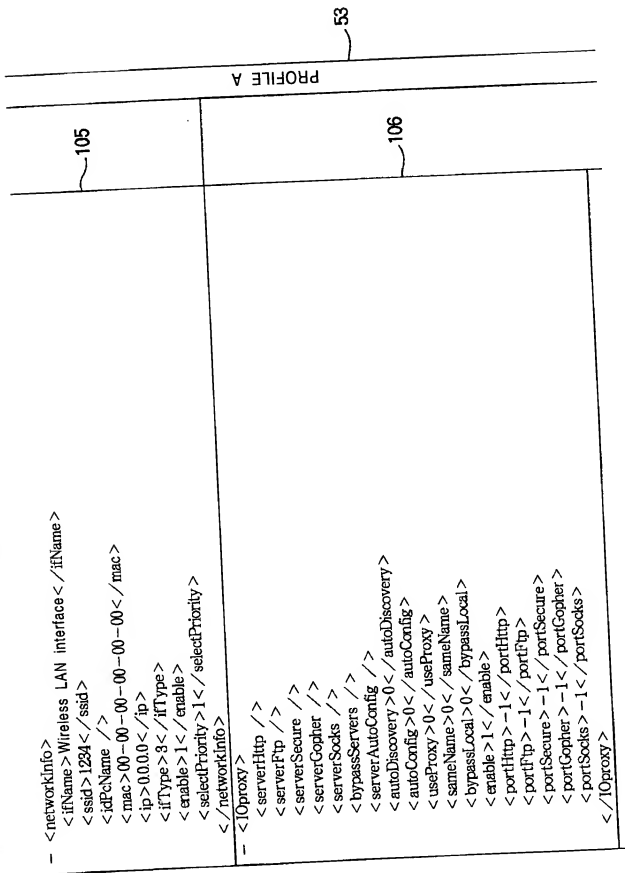 - <networkInfo>
<ifName>Wireless LAN interface</ifName>
<ssid>1234</ssid>
<idPcName />
<mac>00-00-00-00-00-00</mac>
<ip>0.0.0.0</ip>
<ifType>3</ifType>
<enable>1</enable>
<selectPriority>1</selectPriority>
</networkInfo>
105
- <IOproxy>
<serverHttp />
<serverFtp />
<serverSecure />
<serverGopher />
<serverSocks />
<bypassServers />
<serverAutoConfig />
<autoDiscovery>0</autoDiscovery>
<autoConfig>0</autoConfig>
<useProxy>0</useProxy>
<sameName>0</sameName>
<bypassLocal>0</bypassLocal>
<enable>1</enable>
<portHttp>-1</portHttp>
<portFtp>-1</portFtp>
<portSecure>-1</portSecure>
<portGopher>-1</portGopher>
<portSocks>-1</portSocks>
</IOproxy>
106
PROFILE A
53